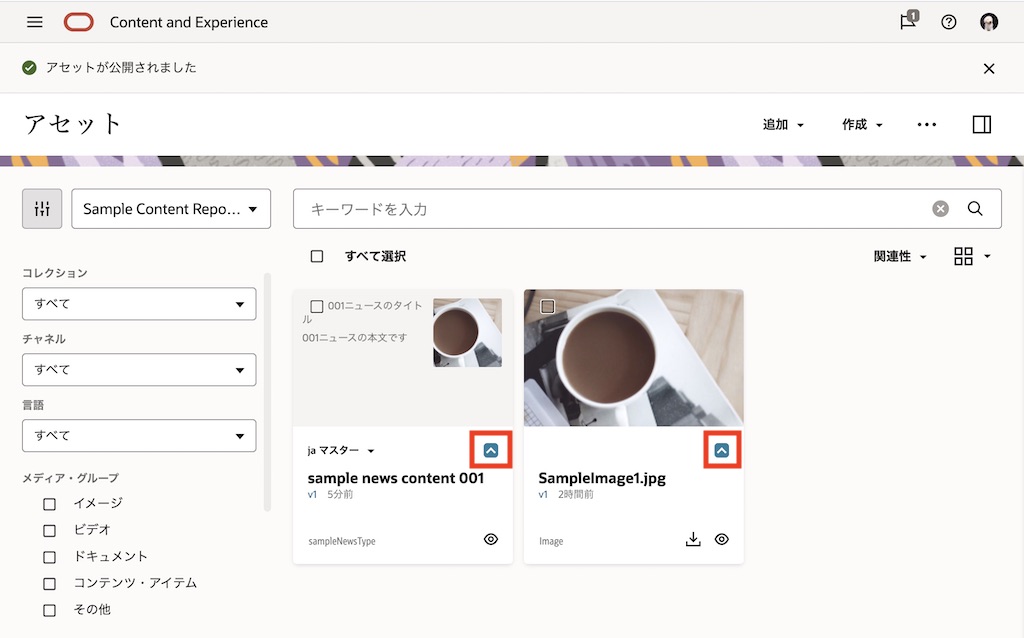 Content and Experience
1
アセットが公開されました
アセット
追加
作成
Sample Content Repo...
キーワードを入力
すべて選択
関連性
コレクション
すべて
チャネル
すべて
言語
すべて
メディア・グループ
イメージ
ビデオ
ドキュメント
コンテンツ・アイテム
その他
001ニュースのタイト
ル
001ニュースの本文です
ja マスター
sample news content 001
v1 5分前
sampleNewsType
SampleImage1.jpg
v1 2時間前
Image